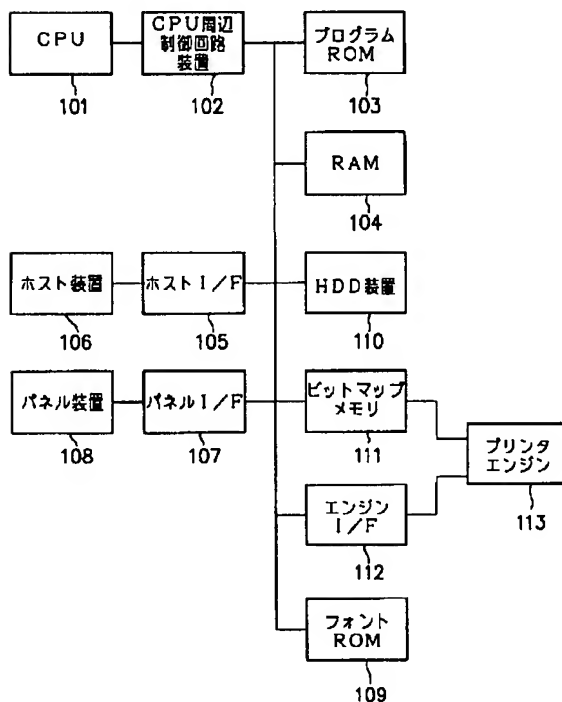 CPU
101
CPU周辺
制御回路
装置
102
プログラム
ROM
103
RAM
104
ホスト装置
106
ホストI/F
105
HDD装置
110
パネル装置
108
パネルI/F
107
ビットマップ
メモリ
111
プリンタ
エンジン
113
エンジン
I/F
112
フォント
ROM
109